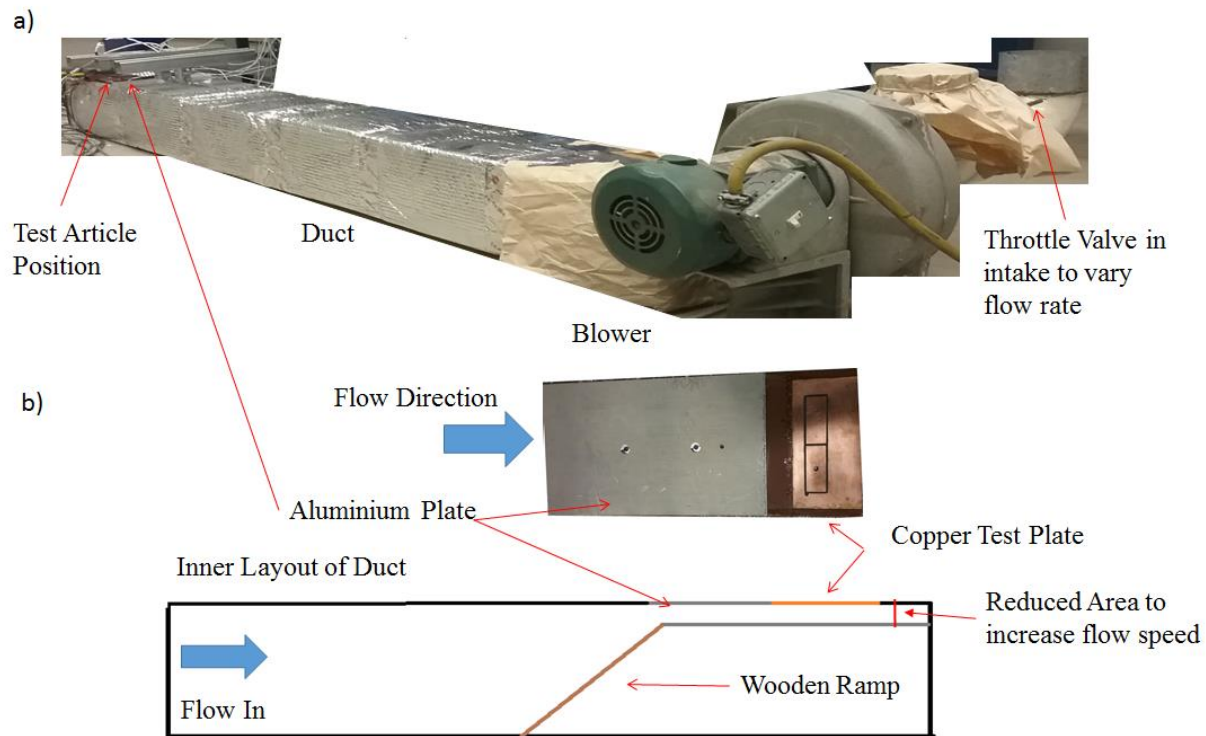 a)
Test Article
Position
Duct
Blower
Throttle Valve in
intake to vary
flow rate
b)
Flow Direction
Aluminium Plate
Copper Test Plate
Inner Layout of Duct
Reduced Area to
increase flow speed
Wooden Ramp
Flow In